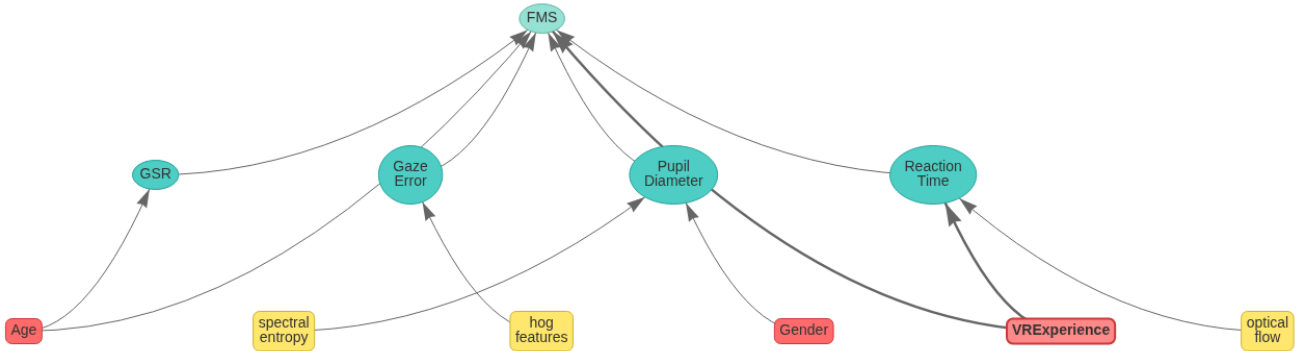 FMS
GSR
Gaze
Error
Pupil
Diameter
Reaction
Time
Age
spectral
entropy
hog
features
Gender
VRExperience
optical
flow